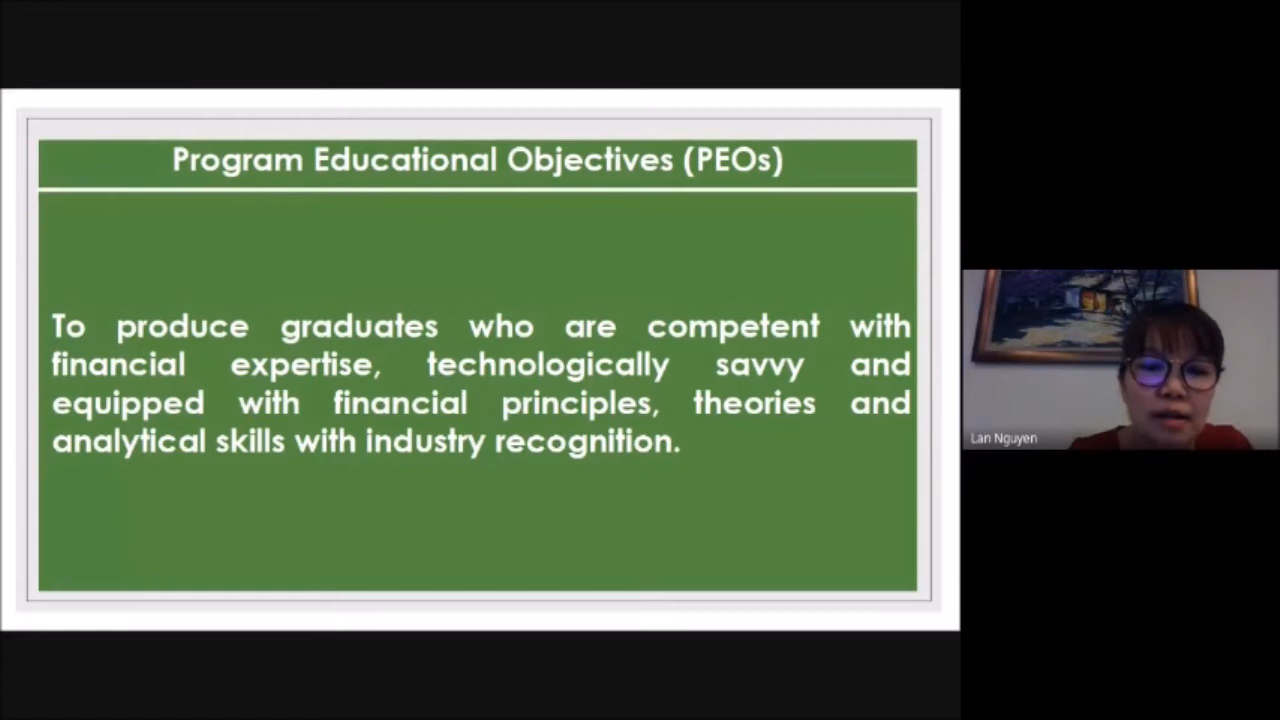 Program Educational Objectives (PEOs)
To produce graduates who are competent with
financial expertise, technologically savvy and
equipped with financial principles, theories and
analytical skills with industry recognition.
Lan Nguyen